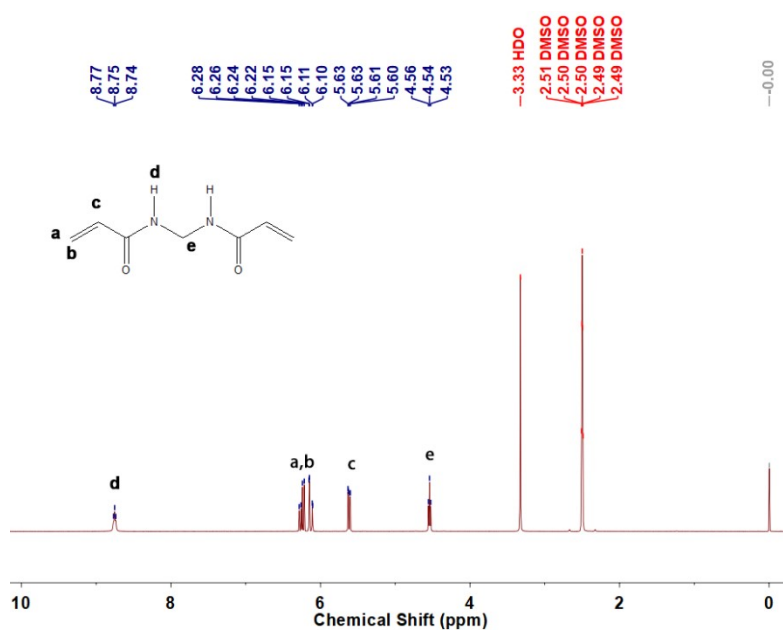 8.77
8.75
8.74
6.28
6.26
6.24
6.22
6.15
6.15
6.11
6.10
5.63
5.63
5.61
5.60
4.56
4.54
4.53
3.33 HDO
2.51 DMSO
2.50 DMSO
2.50 DMSO
2.49 DMSO
2.49 DMSO
-0.00
d
H H
c
N N
a
b
e
O O
d
a,b
c
e
10 8 6 4 2 0
Chemical Shift (ppm)